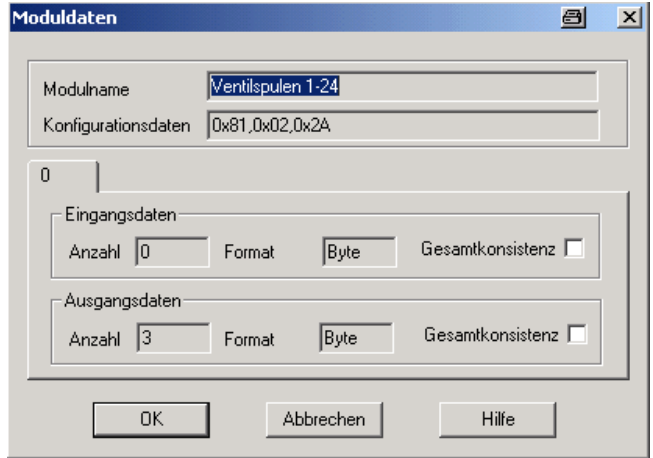 Moduldaten
Modulname Ventilspulen 1-24
Konfigurationsdaten 0x81,0x02,0x2A
0
Eingangsdaten
Anzahl 0 Format Byte Gesamtkonsistenz
Ausgangsdaten
Anzahl 3 Format Byte Gesamtkonsistenz
OK Abbrechen Hilfe